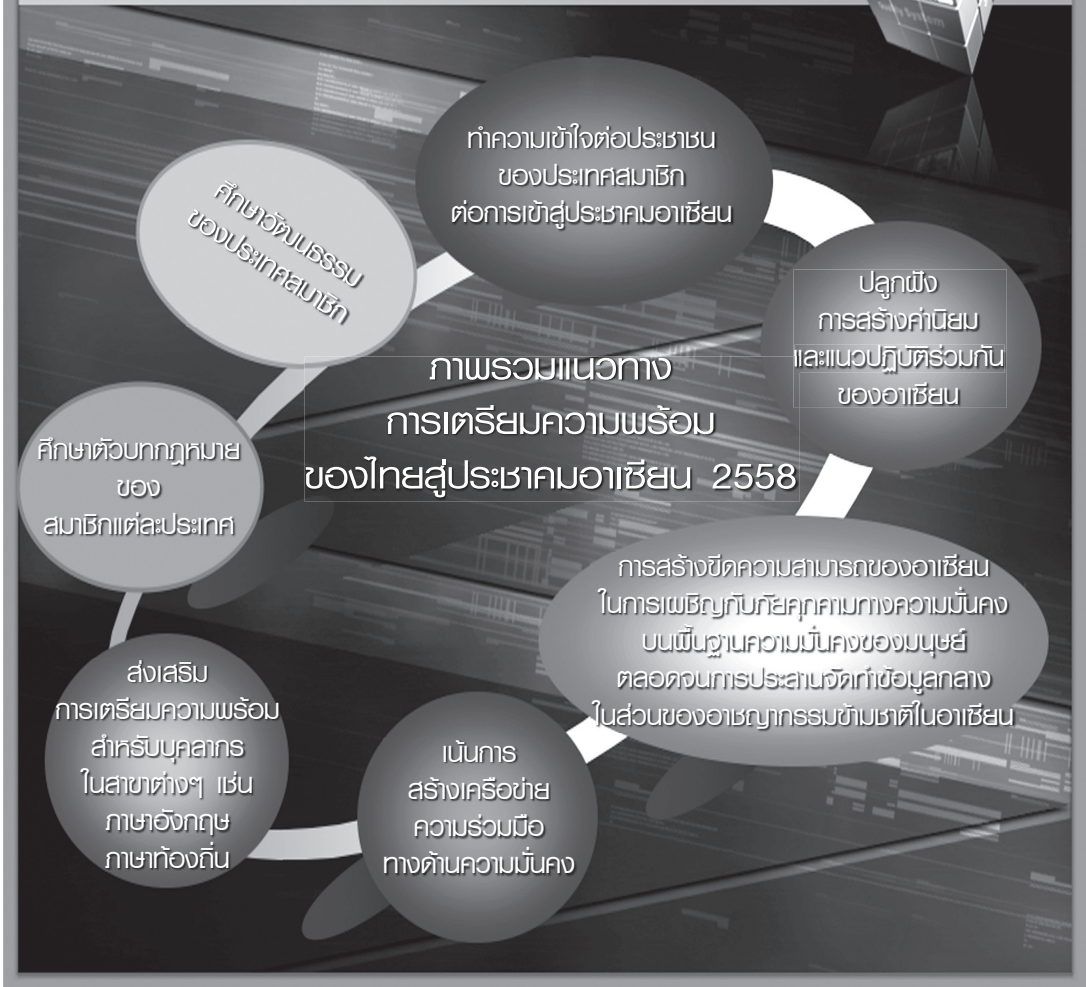 ทำความเข้าใจต่อประชาชน
ของประเทศสมาชิก
ต่อการเข้าสู่ประชาคมอาเซียน
ศึกษาวัฒนธรรม
ของประเทศสมาชิก
ปลูกฝัง
การสร้างค่านิยม
และแนวปฏิบัติร่วมกัน
ของอาเซียน
ภาพรวมแนวทาง
การเตรียมความพร้อม
ของไทยสู่ประชาคมอาเซียน 2558
ศึกษาตัวบทกฎหมาย
ของ
สมาชิกแต่ละประเทศ
การสร้างขีดความสามารถของอาเซียน
ในการเผชิญกับภัยคุกคามทางความมั่นคง
บนพื้นฐานความมั่นคงของมนุษย์
ตลอดจนการประสานจัดทำข้อมูลกลาง
ในส่วนของอาชญากรรมข้ามชาติในอาเซียน
ส่งเสริม
การเตรียมความพร้อม
สำหรับบุคลากร
ในสาขาต่างๆ เช่น
ภาษาอังกฤษ
ภาษาท้องถิ่น
เน้นการ
สร้างเครือข่าย
ความร่วมมือ
ทางด้านความมั่นคง